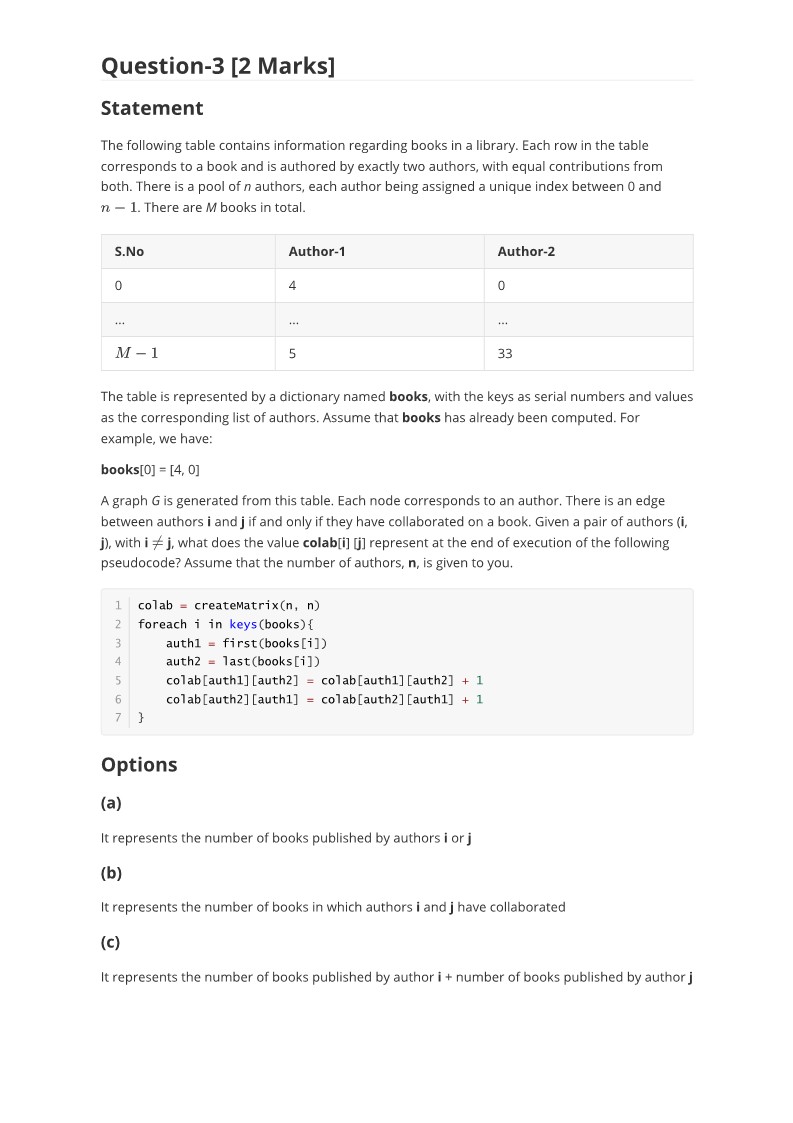 Question-3 [2 Marks]
Statement
The following table contains information regarding books in a library. Each row in the table
corresponds to a book and is authored by exactly two authors, with equal contributions from
both. There is a pool of n authors, each author being assigned a unique index between 0 and
n − 1. There are M books in total.
S.No Author-1 Author-2
0 4 0
... ... ...
M − 1 5 33
The table is represented by a dictionary named books, with the keys as serial numbers and values
as the corresponding list of authors. Assume that books has already been computed. For
example, we have:
books[0] = [4, 0]
A graph G is generated from this table. Each node corresponds to an author. There is an edge
between authors i and j if and only if they have collaborated on a book. Given a pair of authors (i,
j), with i ≠ j, what does the value colab[i] [j] represent at the end of execution of the following
pseudocode? Assume that the number of authors, n, is given to you.
1 colab = createMatrix(n, n)
2 foreach i in keys(books){
3     auth1 = first(books[i])
4     auth2 = last(books[i])
5     colab[auth1][auth2] = colab[auth1][auth2] + 1
6     colab[auth2][auth1] = colab[auth2][auth1] + 1
7 }
Options
(a)
It represents the number of books published by authors i or j
(b)
It represents the number of books in which authors i and j have collaborated
(c)
It represents the number of books published by author i + number of books published by author j